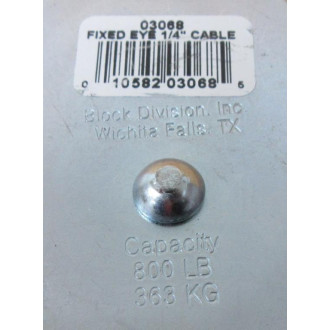 03068
FIXED EYE 1/4" CABLE
0 10582 03068 5
Block Division, Inc
Wichita Falls, TX
Capacity
800 LB
363 KG